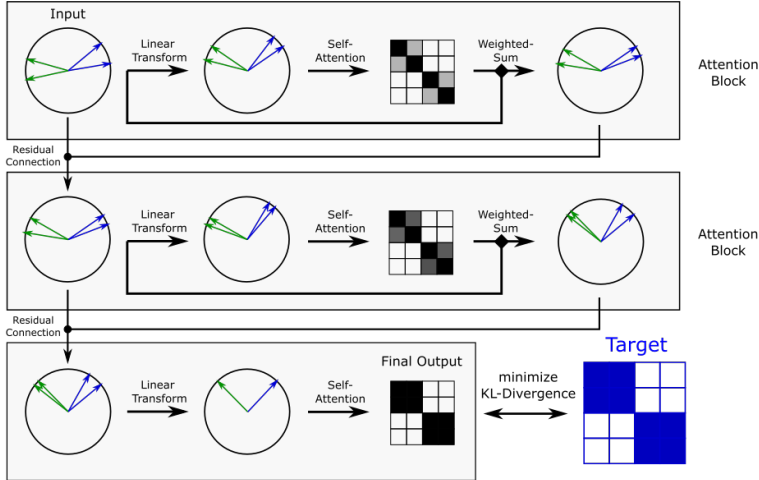 Input
Linear
Transform
Self-
Attention
Weighted-
Sum
Attention
Block
Residual
Connection
Linear
Transform
Self-
Attention
Weighted-
Sum
Attention
Block
Residual
Connection
Linear
Transform
Self-
Attention
Final Output
minimize
KL-Divergence
Target